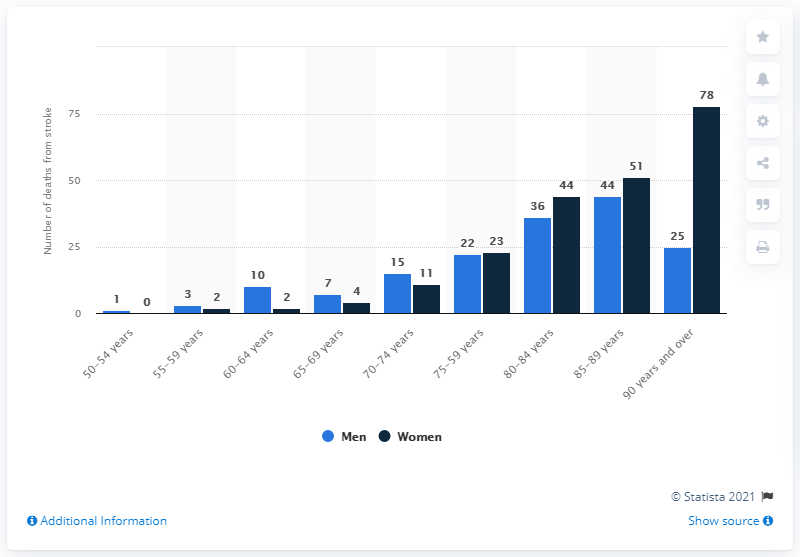 Number of deaths from stroke
75
50
25
0
1 0 3 2 10 2 7 4 15 11 22 23 36 44 44 51 25 78
50–54 years
55–59 years
60–64 years
65–69 years
70–74 years
75–59 years
80–84 years
85–89 years
90 years and over
Men Women
© Statista 2021
Additional Information
Show source